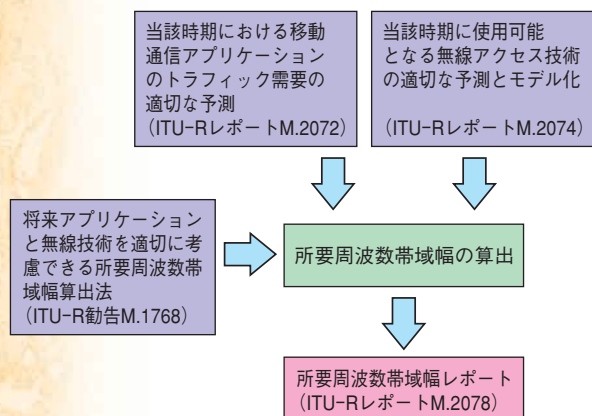 当該時期における移動
通信アプリケーション
のトラフィック需要の
適切な予測
（ITU-RレポートM.2072）
当該時期に使用可能
となる無線アクセス技術
の適切な予測とモデル化
（ITU-RレポートM.2074）
将来アプリケーション
と無線技術を適切に考
慮できる所要周波数帯
域幅算出法
（ITU-R勧告M.1768）
所要周波数帯域幅の算出
所要周波数帯域幅レポート
（ITU-RレポートM.2078）